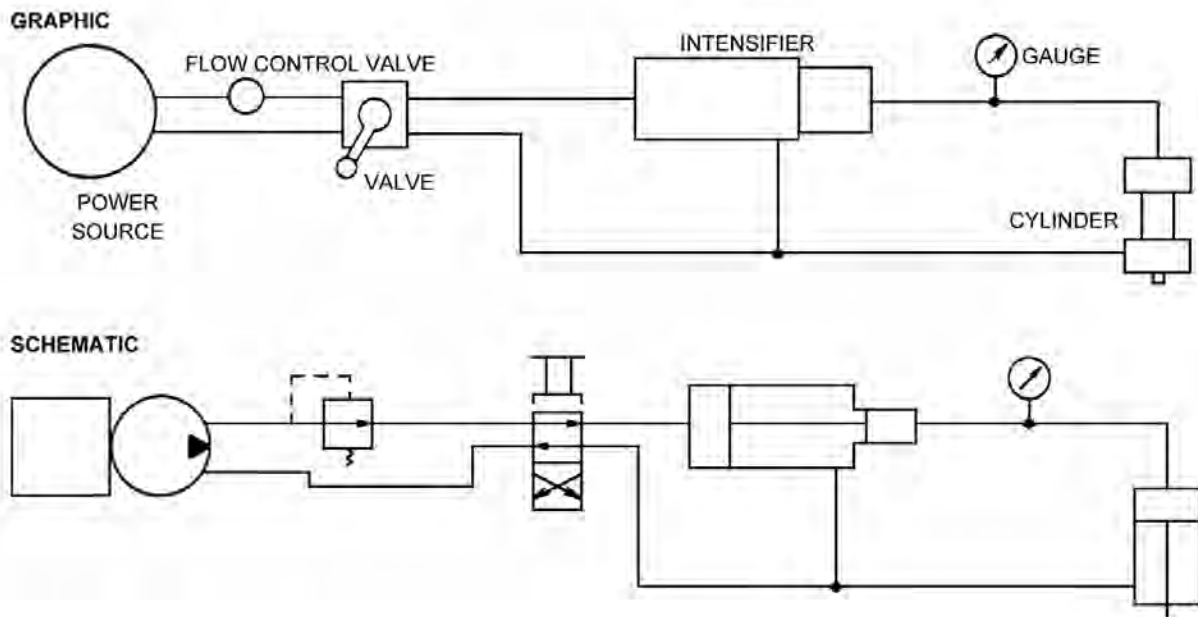 GRAPHIC
FLOW CONTROL VALVE
INTENSIFIER
GAUGE
VALVE
POWER
SOURCE
CYLINDER
SCHEMATIC